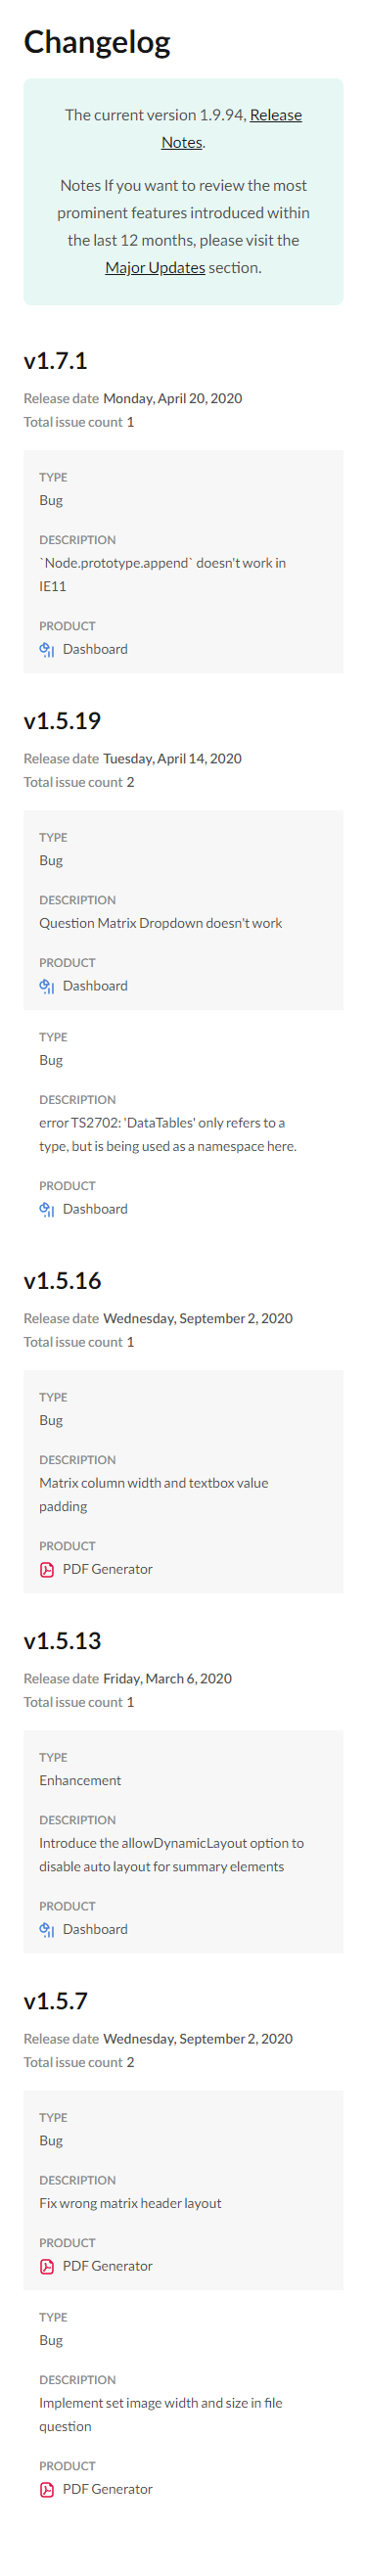 Changelog
The current version 1.9.94, Release
Notes.
Notes If you want to review the most
prominent features introduced within
the last 12 months, please visit the
Major Updates section.
v1.7.1
Release date Monday, April 20, 2020
Total issue count 1
TYPE
Bug
DESCRIPTION
`Node.prototype.append` doesn't work in
IE11
PRODUCT
Dashboard
v1.5.19
Release date Tuesday, April 14, 2020
Total issue count 2
TYPE
Bug
DESCRIPTION
Question Matrix Dropdown doesn't work
PRODUCT
Dashboard
TYPE
Bug
DESCRIPTION
error TS2702: 'DataTables' only refers to a
type, but is being used as a namespace here.
PRODUCT
Dashboard
v1.5.16
Release date Wednesday, September 2, 2020
Total issue count 1
TYPE
Bug
DESCRIPTION
Matrix column width and textbox value
padding
PRODUCT
PDF Generator
v1.5.13
Release date Friday, March 6, 2020
Total issue count 1
TYPE
Enhancement
DESCRIPTION
Introduce the allowDynamicLayout option to
disable auto layout for summary elements
PRODUCT
Dashboard
v1.5.7
Release date Wednesday, September 2, 2020
Total issue count 2
TYPE
Bug
DESCRIPTION
Fix wrong matrix header layout
PRODUCT
PDF Generator
TYPE
Bug
DESCRIPTION
Implement set image width and size in file
question
PRODUCT
PDF Generator